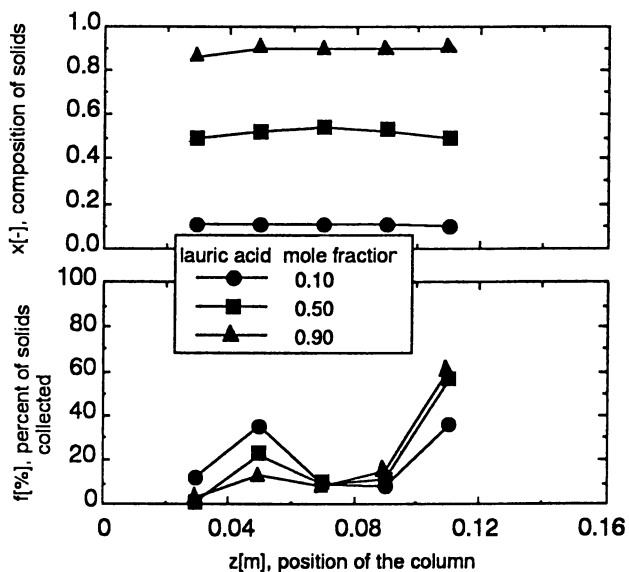 x[-], composition of solids
1.0
0.8
0.6
0.4
0.2
0.0
lauric acid mole fraction
0.10
0.50
0.90
f[%], percent of solids
collected
100
80
60
40
20
0
0 0.04 0.08 0.12 0.16
z[m], position of the column